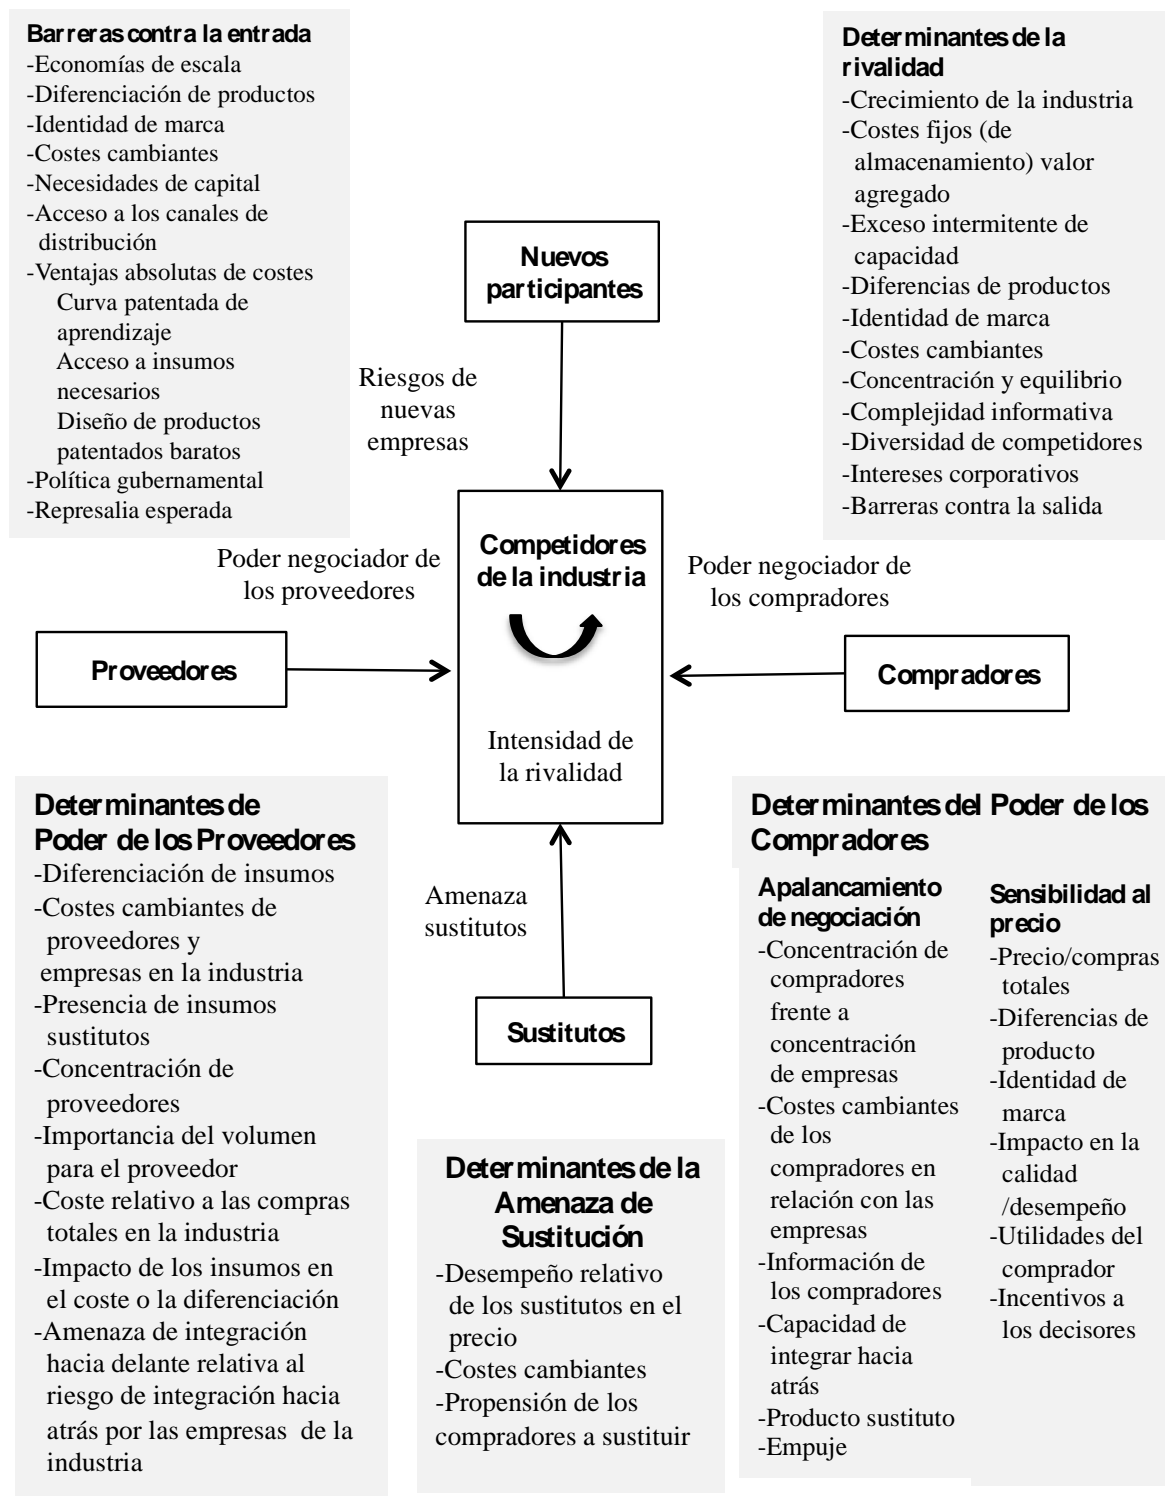 Barreras contra la entrada
-Economías de escala
-Diferenciación de productos
-Identidad de marca
-Costes cambiantes
-Necesidades de capital
-Acceso a los canales de
distribución
-Ventajas absolutas de costes
Curva patentada de
aprendizaje
Acceso a insumos
necesarios
Diseño de productos
patentados baratos
-Política gubernamental
-Represalia esperada
Determinantes de la
rivalidad
-Crecimiento de la industria
-Costes fijos (de
almacenamiento) valor
agregado
-Exceso intermitente de
capacidad
-Diferencias de productos
-Identidad de marca
-Costes cambiantes
-Concentración y equilibrio
-Complejidad informativa
-Diversidad de competidores
-Intereses corporativos
-Barreras contra la salida
Nuevos
participantes
Riesgos de
nuevas
empresas
Poder negociador de
los proveedores
Competidores
de la industria
Poder negociador de
los compradores
Proveedores
Compradores
Intensidad de
la rivalidad
Amenaza
sustitutos
Sustitutos
Determinantes de
Poder de los Proveedores
-Diferenciación de insumos
-Costes cambiantes de
proveedores y
empresas en la industria
-Presencia de insumos
sustitutos
-Concentración de
proveedores
-Importancia del volumen
para el proveedor
-Coste relativo a las compras
totales en la industria
-Impacto de los insumos en
el coste o la diferenciación
-Amenaza de integración
hacia delante relativa al
riesgo de integración hacia
atrás por las empresas de la
industria
Determinantes de la
Amenaza de
Sustitución
-Desempeño relativo
de los sustitutos en el
precio
-Costes cambiantes
-Propensión de los
compradores a sustituir
Determinantes del Poder de los
Compradores
Apalancamiento
de negociación
-Concentración de
compradores
frente a
concentración
de empresas
-Costes cambiantes
de los
compradores en
relación con las
empresas
-Información de
los compradores
-Capacidad de
integrar hacia
atrás
-Producto sustituto
-Empuje
Sensibilidad al
precio
-Precio/compras
totales
-Diferencias de
producto
-Identidad de
marca
-Impacto en la
calidad
/desempeño
-Utilidades del
comprador
-Incentivos a
los decisores